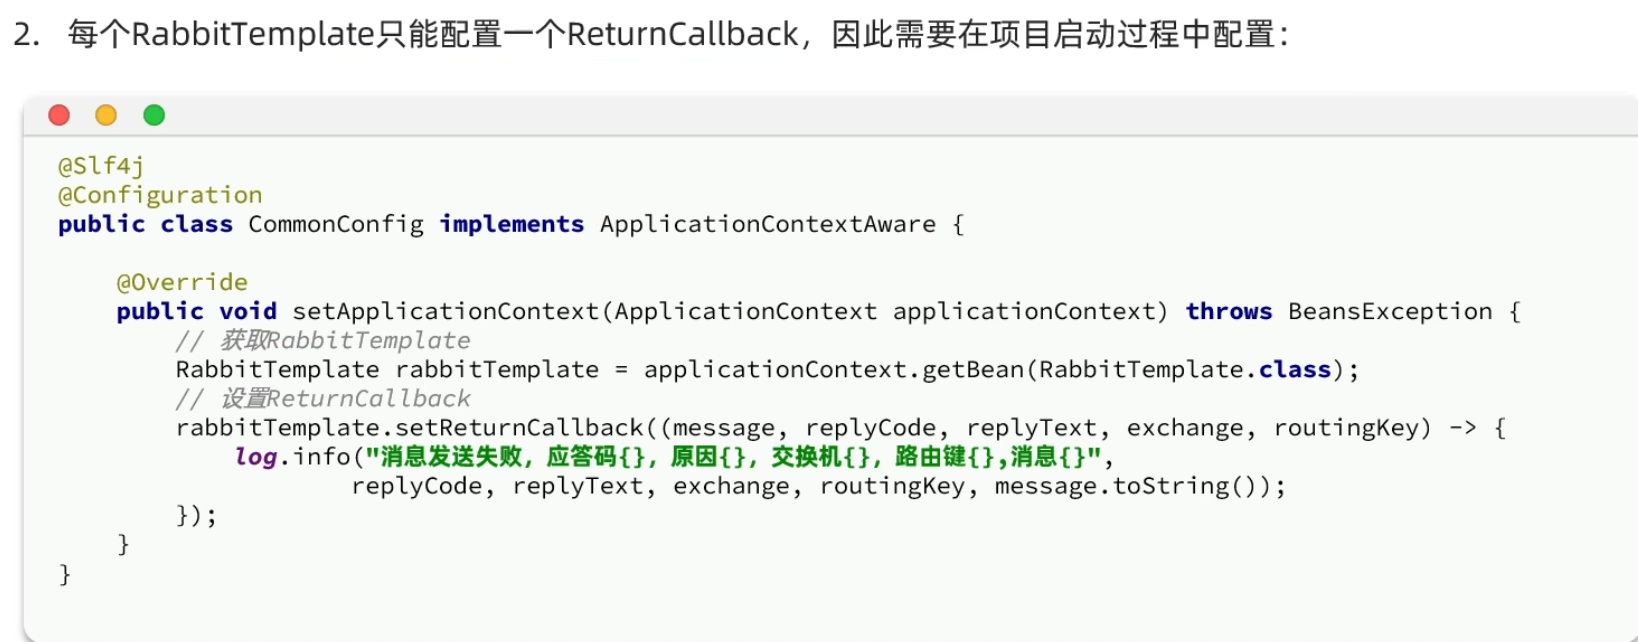 2. 每个RabbitTemplate只能配置一个ReturnCallback，因此需要在项目启动过程中配置：
@Slf4j
@Configuration
public class CommonConfig implements ApplicationContextAware {
@Override
public void setApplicationContext(ApplicationContext applicationContext) throws BeansException {
// 获取RabbitTemplate
RabbitTemplate rabbitTemplate = applicationContext.getBean(RabbitTemplate.class);
// 设置ReturnCallback
rabbitTemplate.setReturnCallback((message, replyCode, replyText, exchange, routingKey) -> {
log.info("消息发送失败，应答码{}，原因{}，交换机{}，路由键{},消息{}",
replyCode, replyText, exchange, routingKey, message.toString());
});
}
}